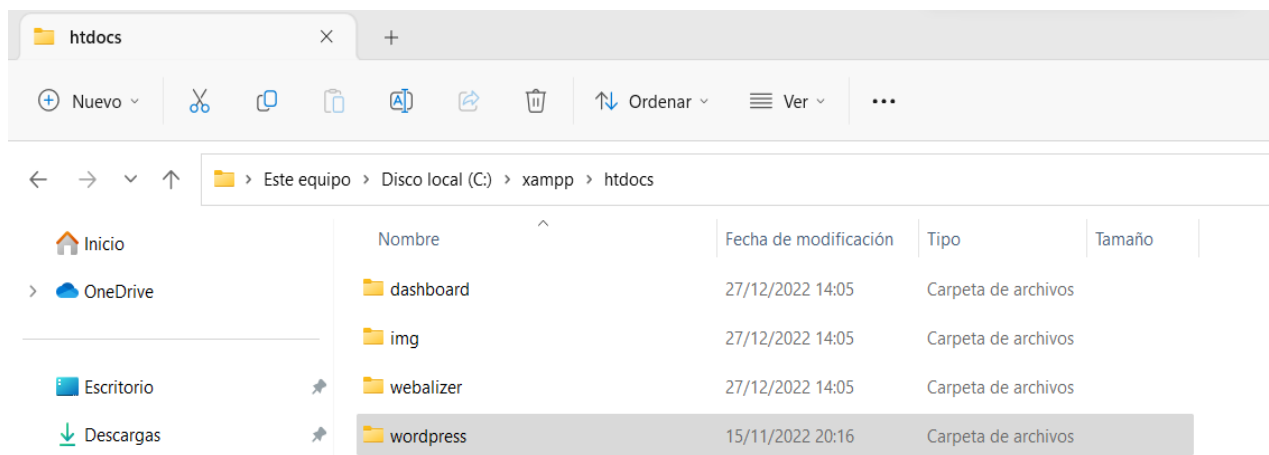 htdocs
Nuevo Ordenar Ver
Este equipo > Disco local (C:) > xampp > htdocs
Inicio
OneDrive
Escritorio
Descargas
Nombre Fecha de modificación Tipo Tamaño
dashboard 27/12/2022 14:05 Carpeta de archivos
img 27/12/2022 14:05 Carpeta de archivos
webalizer 27/12/2022 14:05 Carpeta de archivos
wordpress 15/11/2022 20:16 Carpeta de archivos